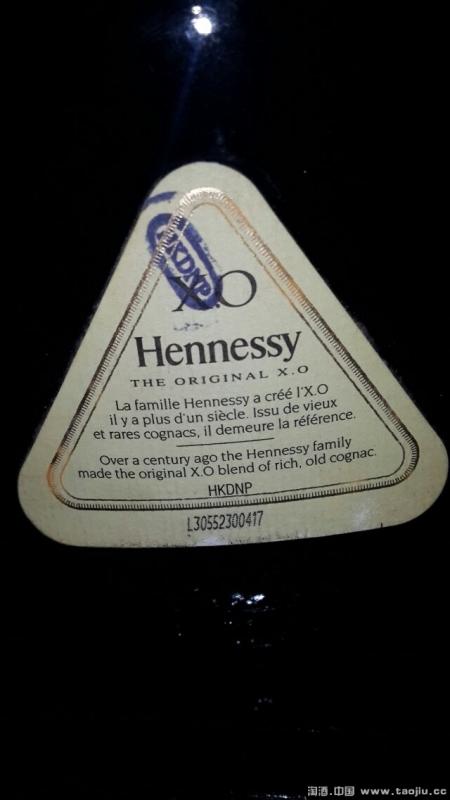 HKDNP
X.O
Hennessy
THE ORIGINAL X.O
La famille Hennessy a créé l'X.O
il y a plus d'un siècle. Issu de vieux
et rares cognacs, il demeure la référence.
Over a century ago the Hennessy family
made the original X.O blend of rich, old cognac.
HKDNP
L30552300417
淘酒.中国 www.taojiu.cc